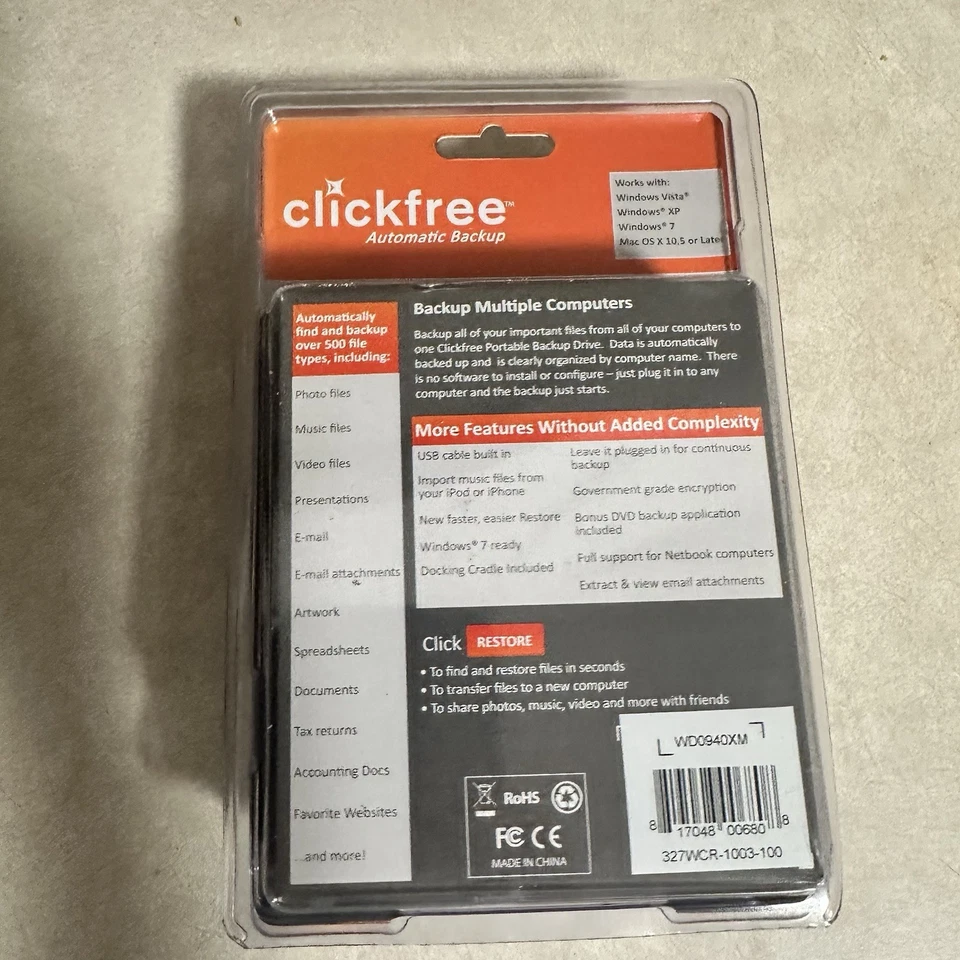 clickfree™
Automatic Backup
Works with:
Windows Vista®
Windows® XP
Windows® 7
Mac OS X 10.5 or Later
Automatically
find and backup
over 500 file
types, including:
Photo files
Music files
Video files
Presentations
E-mail
E-mail attachments
Artwork
Spreadsheets
Documents
Tax returns
Accounting Docs
Favorite Websites
...and more!
Backup Multiple Computers
Backup all of your important files from all of your computers to
one Clickfree Portable Backup Drive. Data is automatically
backed up and is clearly organized by computer name. There
is no software to install or configure – just plug it in to any
computer and the backup just starts.
More Features Without Added Complexity
USB cable built in
Import music files from
your iPod or iPhone
New faster, easier Restore
Windows® 7 ready
Docking Cradle Included
Leave it plugged in for continuous
backup
Government grade encryption
Bonus DVD backup application
included
Full support for Netbook computers
Extract & view email attachments
Click RESTORE
• To find and restore files in seconds
• To transfer files to a new computer
• To share photos, music, video and more with friends
RoHS
FC CE
MADE IN CHINA
WD0940XM
8 17048 00680 8
327WCR-1003-100